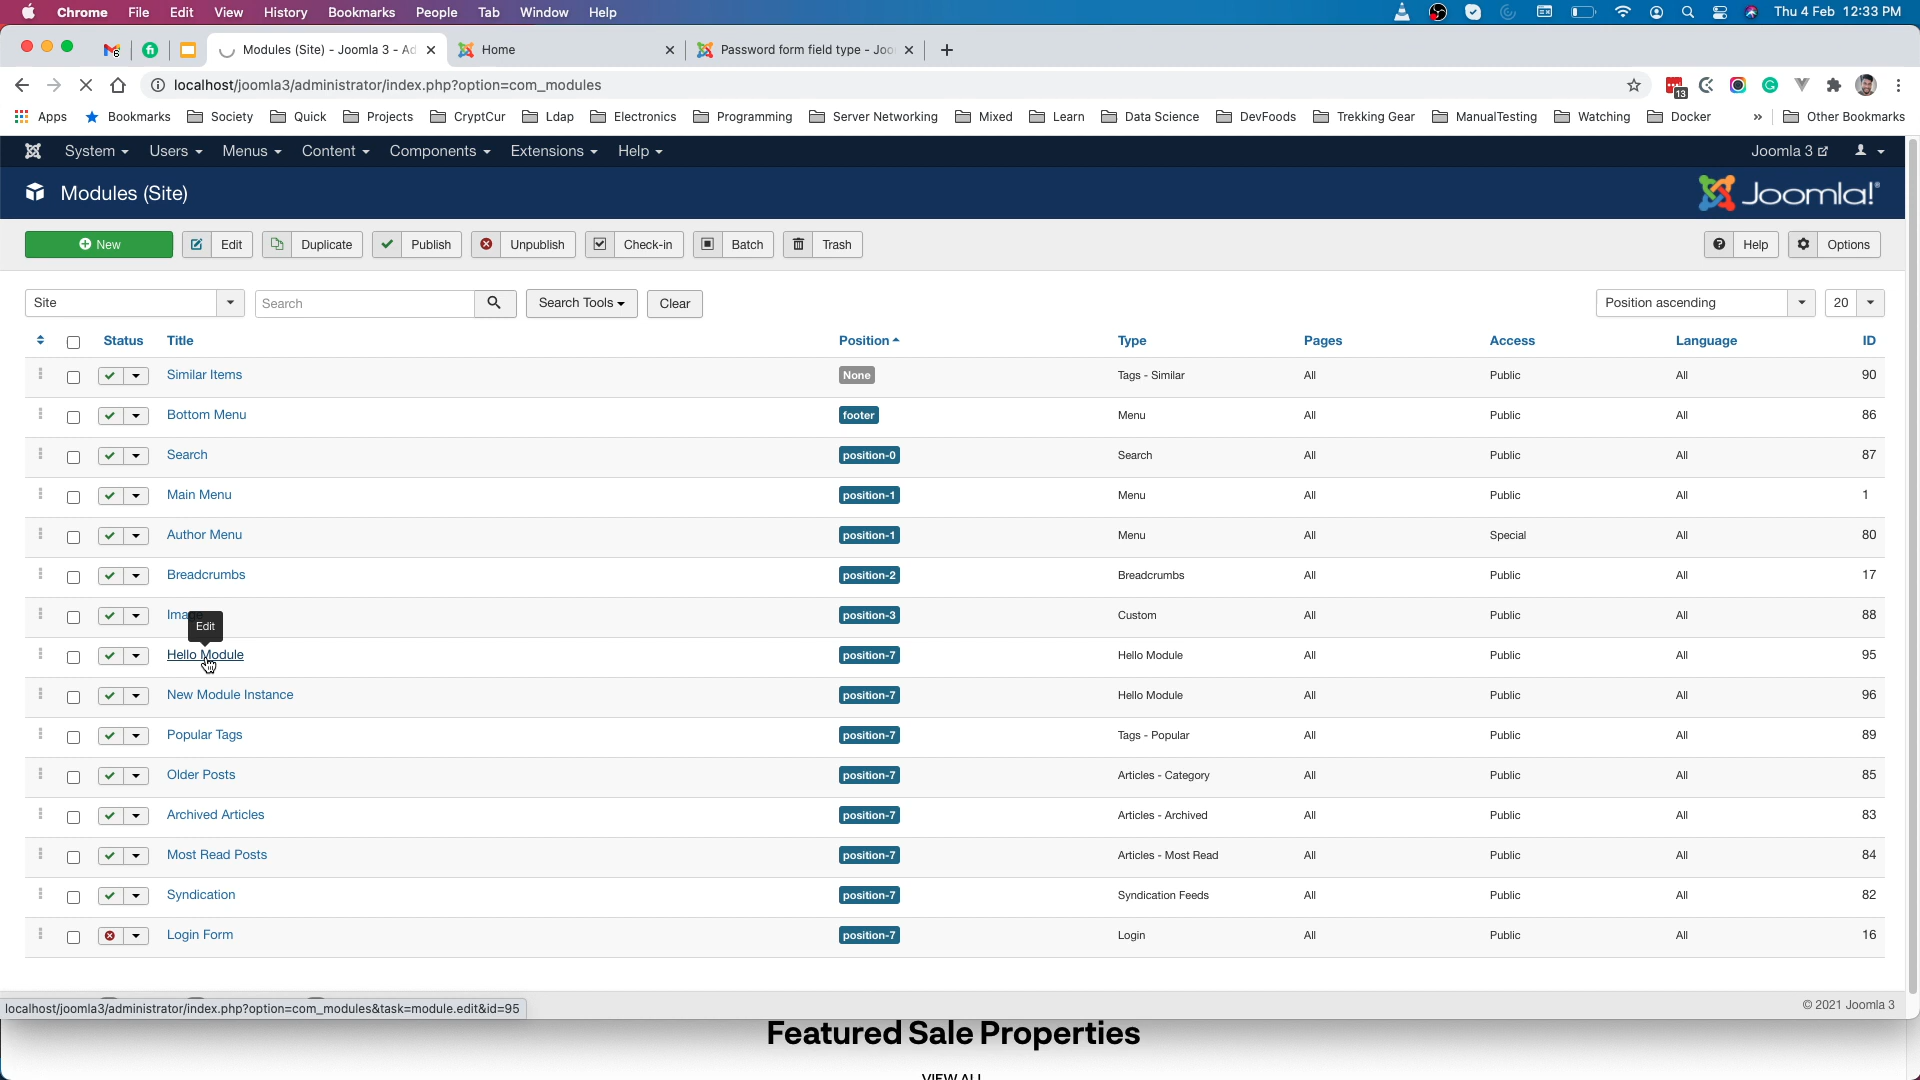 Chrome File Edit View History Bookmarks People Tab Window Help Thu 4 Feb 12:33 PM
Modules (Site) - Joomla 3 - Ad Home Password form field type - Joo
localhost/joomla3/administrator/index.php?option=com_modules 13
Apps Bookmarks Society Quick Projects CryptCur Ldap Electronics Programming Server Networking Mixed Learn Data Science DevFoods Trekking Gear ManualTesting Watching Docker » Other Bookmarks
System Users Menus Content Components Extensions Help Joomla 3
Modules (Site) Joomla!
New Edit Duplicate Publish Unpublish Check-in Batch Trash Help Options
Site Search Search Tools Clear Position ascending 20
Status Title Position Type Pages Access Language ID
Similar Items None Tags - Similar All Public All 90
Bottom Menu footer Menu All Public All 86
Search position-0 Search All Public All 87
Main Menu position-1 Menu All Public All 1
Author Menu position-1 Menu All Special All 80
Breadcrumbs position-2 Breadcrumbs All Public All 17
position-3 Custom All Public All 88
Edit
Hello Module position-7 Hello Module All Public All 95
New Module Instance position-7 Hello Module All Public All 96
Popular Tags position-7 Tags - Popular All Public All 89
Older Posts position-7 Articles - Category All Public All 85
Archived Articles position-7 Articles - Archived All Public All 83
Most Read Posts position-7 Articles - Most Read All Public All 84
Syndication position-7 Syndication Feeds All Public All 82
Login Form position-7 Login All Public All 16
localhost/joomla3/administrator/index.php?option=com_modules&task=module.edit&id=95 © 2021 Joomla 3
Featured Sale Properties
VIEW ALL